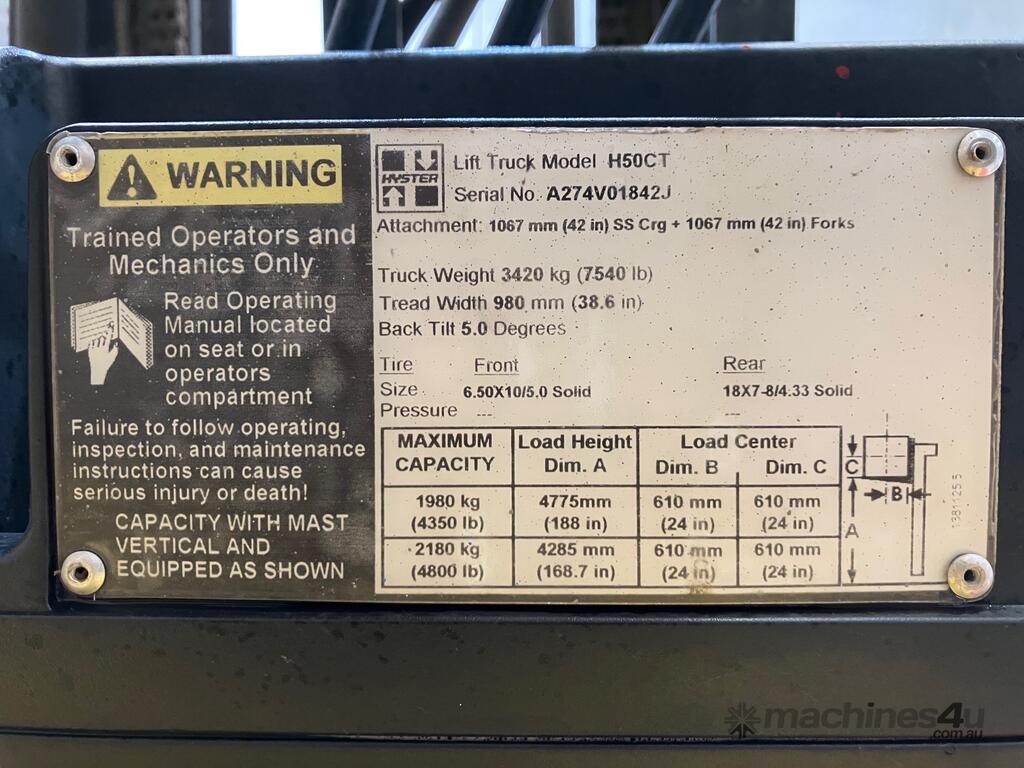 WARNING
Trained Operators and
Mechanics Only
Read Operating
Manual located
on seat or in
operators
compartment
Failure to follow operating,
inspection, and maintenance
instructions can cause
serious injury or death!
CAPACITY WITH MAST
VERTICAL AND
EQUIPPED AS SHOWN
HYSTER
Lift Truck Model H50CT
Serial No. A274V01842J
Attachment: 1067 mm (42 in) SS Crg + 1067 mm (42 in) Forks
Truck Weight 3420 kg (7540 lb)
Tread Width 980 mm (38.6 in)
Back Tilt 5.0 Degrees
Tire Front Rear
Size 6.50X10/5.0 Solid 18X7-8/4.33 Solid
Pressure --- ---
MAXIMUM Load Height Load Center
CAPACITY Dim. A Dim. B Dim. C
1980 kg 4775mm 610 mm 610 mm
(4350 lb) (188 in) (24 in) (24 in)
2180 kg 4285 mm 610 mm 610 mm
(4800 lb) (168.7 in) (24 in) (24 in)
C
B
A
1381125 5
machines4u
.com.au